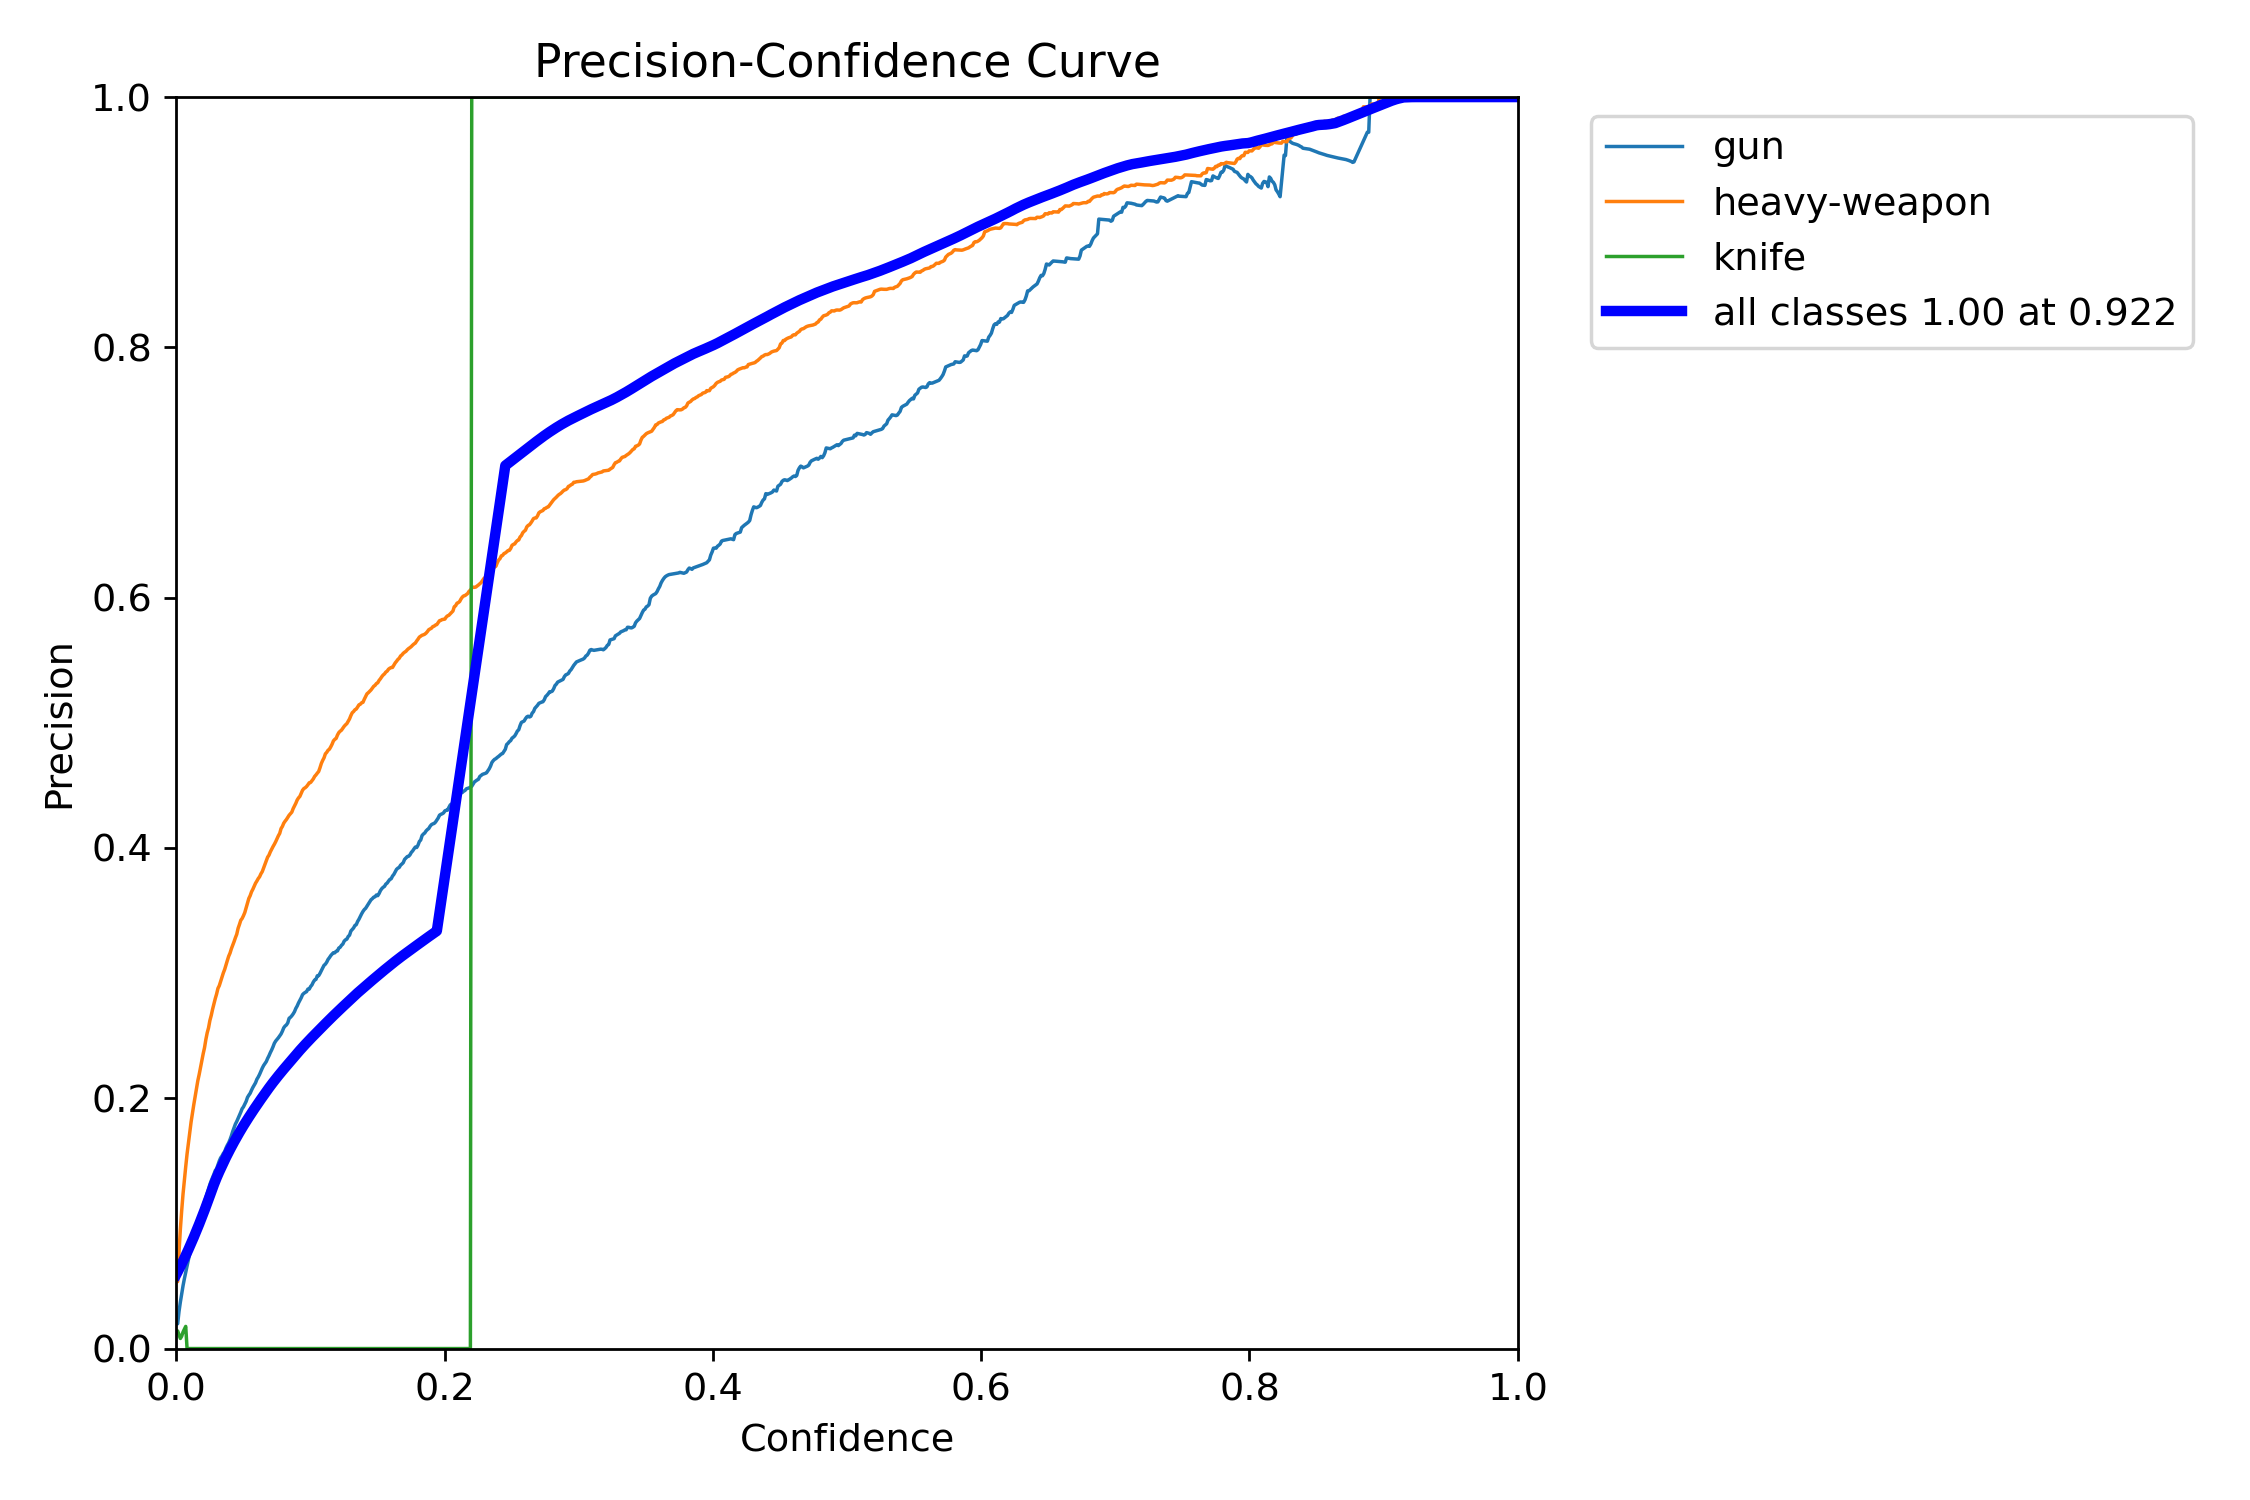 Precision-Confidence Curve
1.0
0.8
0.6
0.4
0.2
0.0
Precision
0.0 0.2 0.4 0.6 0.8 1.0
Confidence
gun
heavy-weapon
knife
all classes 1.00 at 0.922